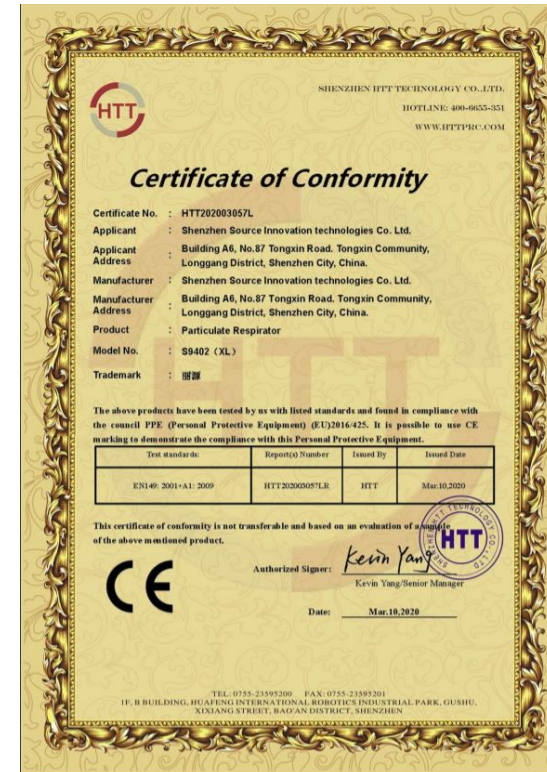 HTT
SHENZHEN HTT TECHNOLOGY CO.,LTD.
HOTLINE: 400-6655-351
WWW.HTTPRC.COM
Certificate of Conformity
Certificate No. : HTT202003057L
Applicant : Shenzhen Source Innovation technologies Co. Ltd.
Applicant Address : Building A6, No.87 Tongxin Road. Tongxin Community,
Longgang District, Shenzhen City, China.
Manufacturer : Shenzhen Source Innovation technologies Co. Ltd.
Manufacturer Address : Building A6, No.87 Tongxin Road. Tongxin Community,
Longgang District, Shenzhen City, China.
Product : Particulate Respirator
Model No. : S9402（XL）
Trademark :
The above products have been tested by us with listed standards and found in compliance with
the council PPE (Personal Protective Equipment) (EU)2016/425. It is possible to use CE
marking to demonstrate the compliance with this Personal Protective Equipment.
Test standards: Report(s) Number Issued By Issued Date
EN149: 2001+A1: 2009 HTT202003057LR HTT Mar.10,2020
This certificate of conformity is not transferable and based on an evaluation of a sample
of the above mentioned product.
HTT
SHENZHEN HTT TECHNOLOGY CO.,LTD
CE
Authorized Signer: Kevin Yang
Kevin Yang/Senior Manager
Date: Mar.10,2020
TEL: 0755-23595200 FAX: 0755-23595201
1F, B BUILDING, HUAFENG INTERNATIONAL ROBOTICS INDUSTRIAL PARK, GUSHU,
XIXIANG STREET, BAO'AN DISTRICT, SHENZHEN